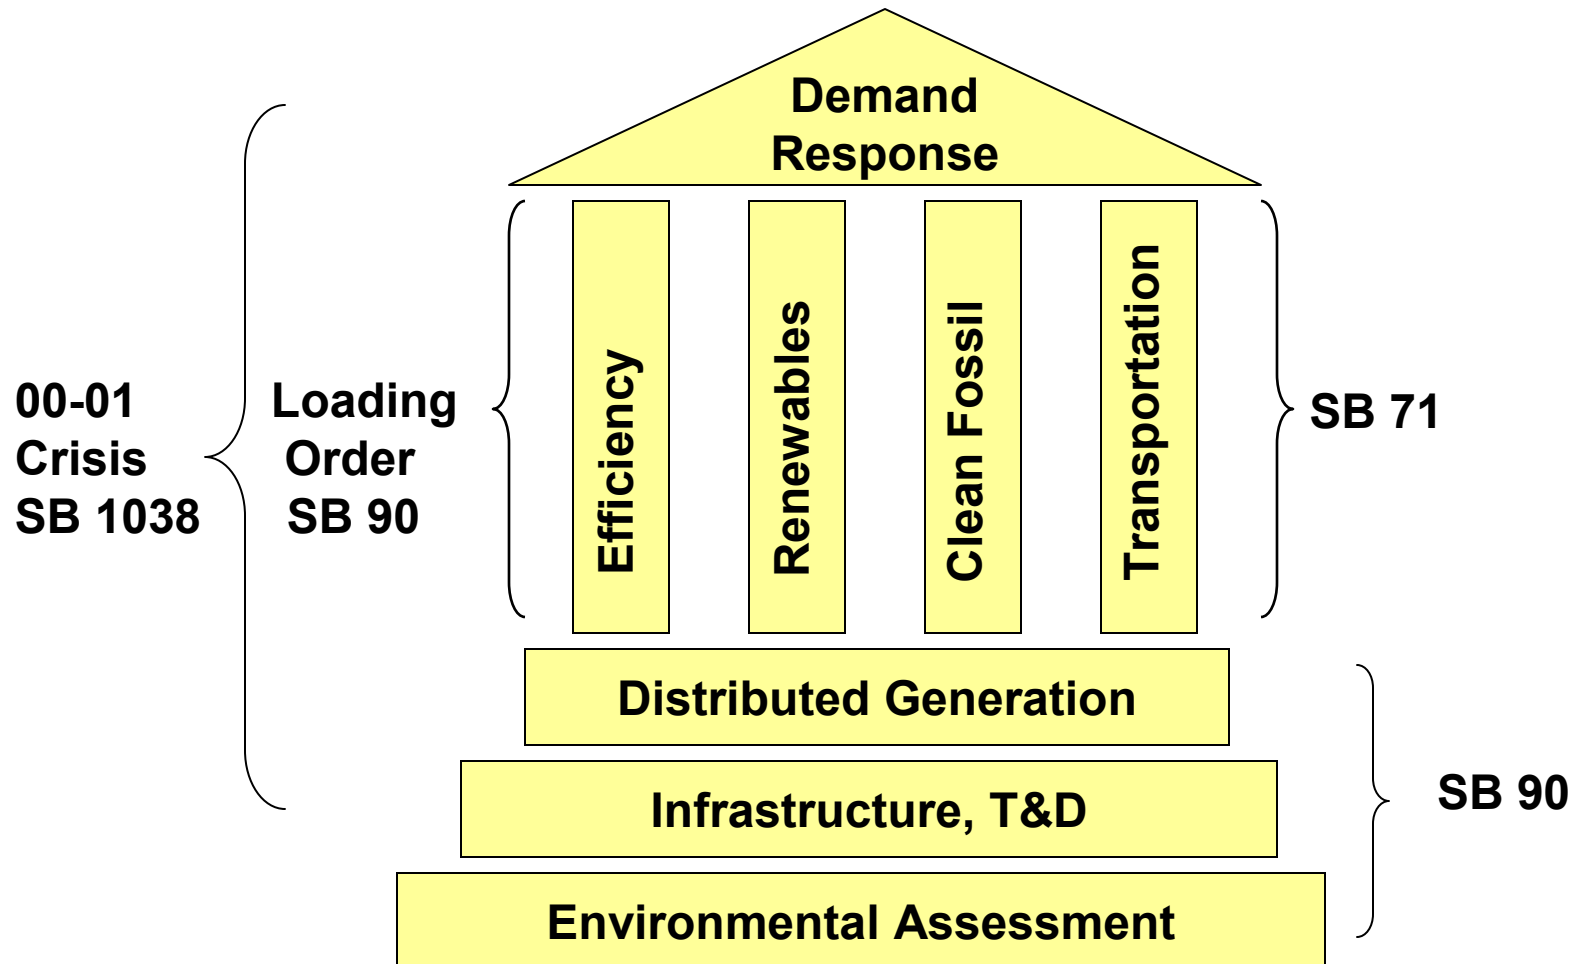 Demand
Response
00-01
Crisis
SB 1038
Loading
Order
SB 90
Efficiency
Renewables
Clean Fossil
Transportation
SB 71
Distributed Generation
Infrastructure, T&D
SB 90
Environmental Assessment